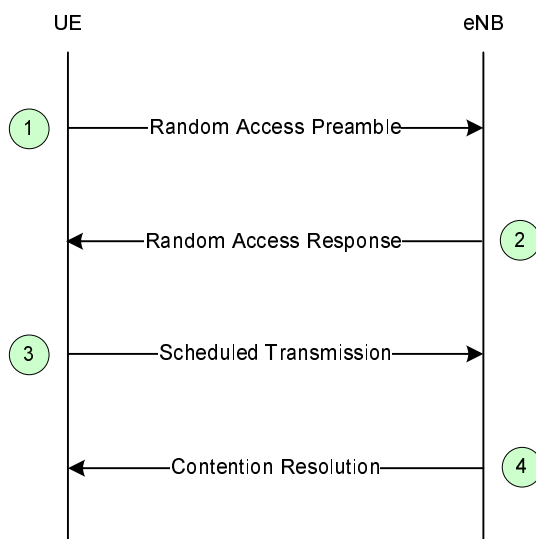 UE
eNB
1
Random Access Preamble
Random Access Response
2
3
Scheduled Transmission
Contention Resolution
4